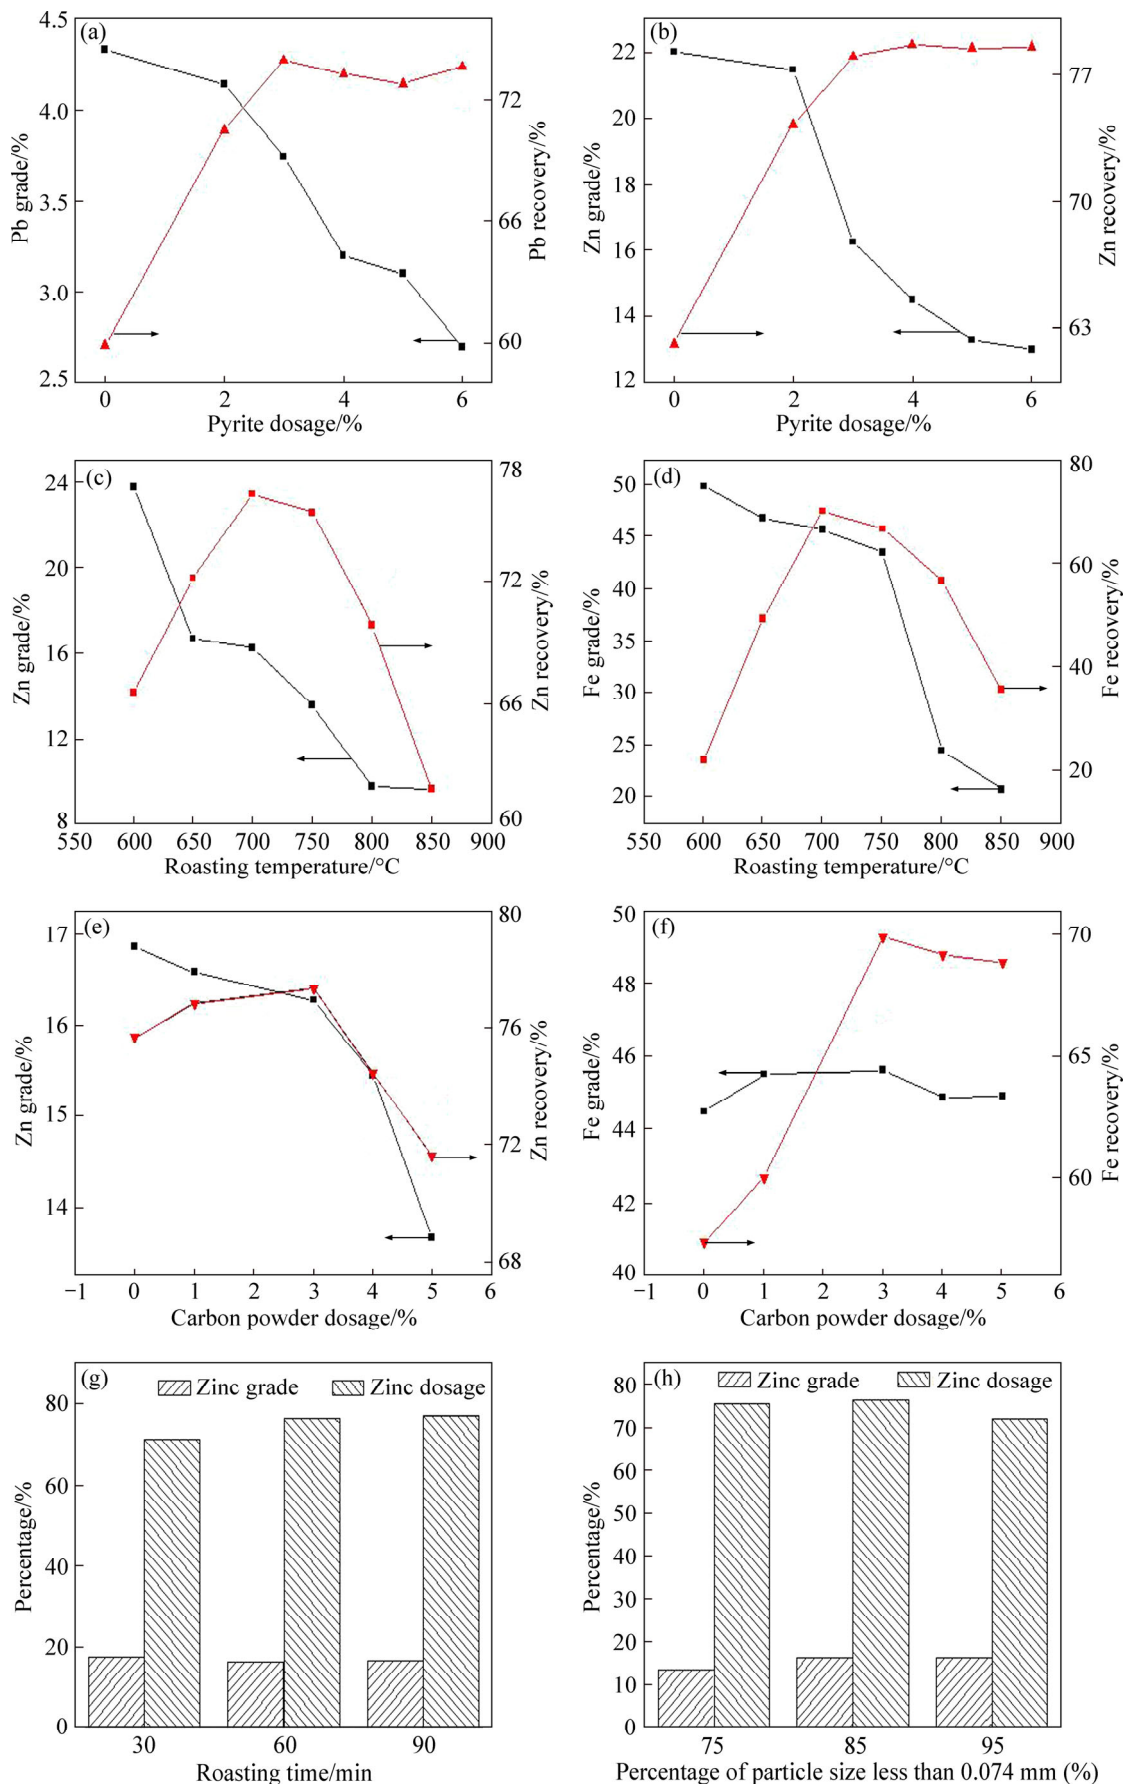 (a)
4.5
4.0
3.5
3.0
2.5
Pb grade/%
72
66
60
Pb recovery/%
0 2 4 6
Pyrite dosage/%
(b)
22
20
18
16
14
12
Zn grade/%
77
70
63
Zn recovery/%
0 2 4 6
Pyrite dosage/%
(c)
24
20
16
12
8
Zn grade/%
78
72
66
60
Zn recovery/%
550 600 650 700 750 800 850 900
Roasting temperature/°C
(d)
50
45
40
35
30
25
20
Fe grade/%
80
60
40
20
Fe recovery/%
550 600 650 700 750 800 850 900
Roasting temperature/°C
(e)
17
16
15
14
Zn grade/%
80
76
72
68
Zn recovery/%
−1 0 1 2 3 4 5 6
Carbon powder dosage/%
(f)
50
48
46
44
42
40
Fe grade/%
70
65
60
Fe recovery/%
−1 0 1 2 3 4 5 6
Carbon powder dosage/%
(g)
Zinc grade Zinc dosage
80
60
40
20
0
Percentage/%
30 60 90
Roasting time/min
(h)
Zinc grade Zinc dosage
80
70
60
50
40
30
20
10
0
Percentage/%
75 85 95
Percentage of particle size less than 0.074 mm (%)